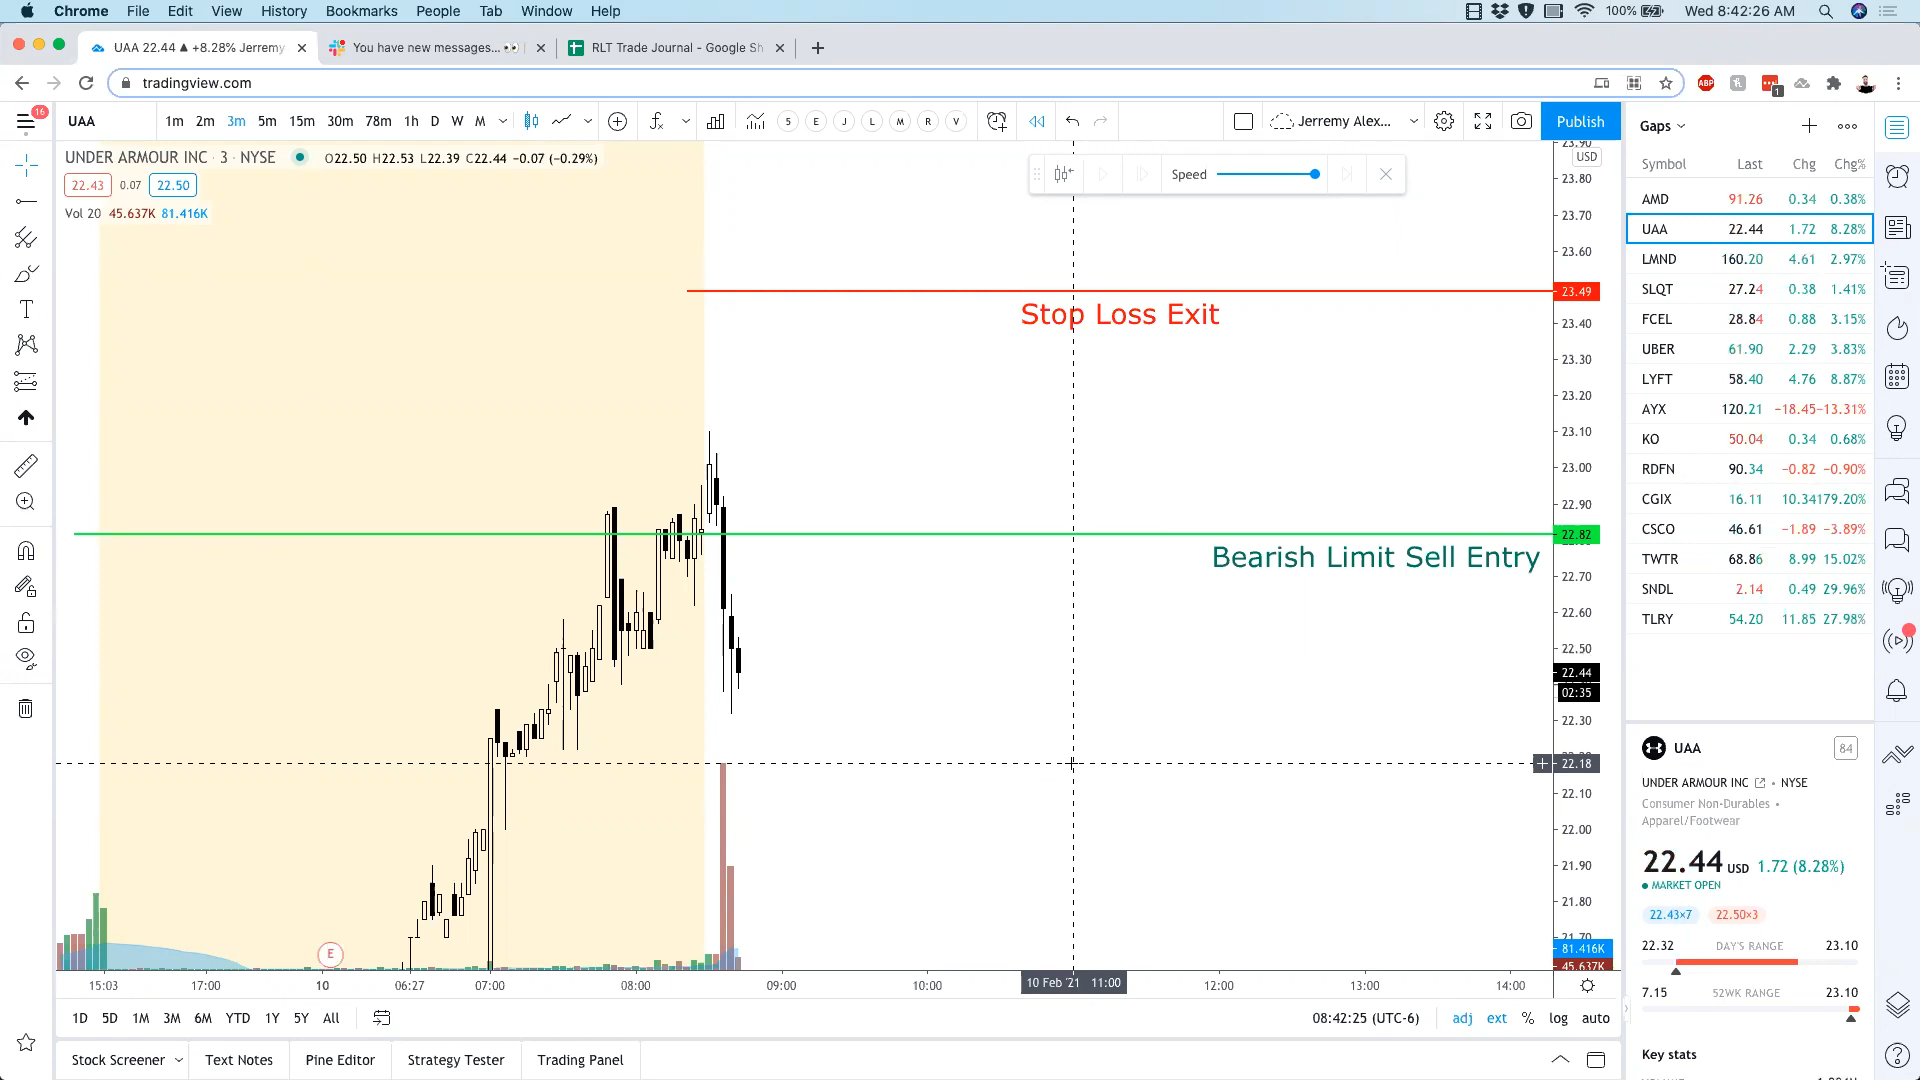 Chrome File Edit View History Bookmarks People Tab Window Help 100% Wed 8:42:26 AM
UAA 22.44 ▲ +8.28% Jerremy
You have new messages... 👀
RLT Trade Journal - Google Sh
tradingview.com
ABP 1
16
UAA 1m 2m 3m 5m 15m 30m 78m 1h D W M S E J L M R V Jerremy Alex... Publish
UNDER ARMOUR INC · 3 · NYSE O22.50 H22.53 L22.39 C22.44 −0.07 (−0.29%)
22.43 0.07 22.50
Vol 20 45.637K 81.416K
Speed
USD
23.90
23.80
23.70
23.60
23.49
Stop Loss Exit
23.40
23.30
23.20
23.10
23.00
22.90
22.82
Bearish Limit Sell Entry
22.70
22.60
22.50
22.44
02:35
22.30
22.18
22.10
22.00
21.90
21.80
21.70
81.416K
45.637K
E
15:03 17:00 10 06:27 07:00 08:00 09:00 10:00 10 Feb '21 11:00 12:00 13:00 14:00
1D 5D 1M 3M 6M YTD 1Y 5Y All 08:42:25 (UTC-6) adj ext % log auto
Stock Screener Text Notes Pine Editor Strategy Tester Trading Panel
Gaps
Symbol Last Chg Chg%
AMD 91.26 0.34 0.38%
UAA 22.44 1.72 8.28%
LMND 160.20 4.61 2.97%
SLQT 27.24 0.38 1.41%
FCEL 28.84 0.88 3.15%
UBER 61.90 2.29 3.83%
LYFT 58.40 4.76 8.87%
AYX 120.21 −18.45 −13.31%
KO 50.04 0.34 0.68%
RDFN 90.34 −0.82 −0.90%
CGIX 16.11 10.34 179.20%
CSCO 46.61 −1.89 −3.89%
TWTR 68.86 8.99 15.02%
SNDL 2.14 0.49 29.96%
TLRY 54.20 11.85 27.98%
UAA 84
UNDER ARMOUR INC • NYSE
Consumer Non-Durables •
Apparel/Footwear
22.44 USD 1.72 (8.28%)
MARKET OPEN
22.43×7 22.50×3
22.32 DAY'S RANGE 23.10
7.15 52WK RANGE 23.10
Key stats